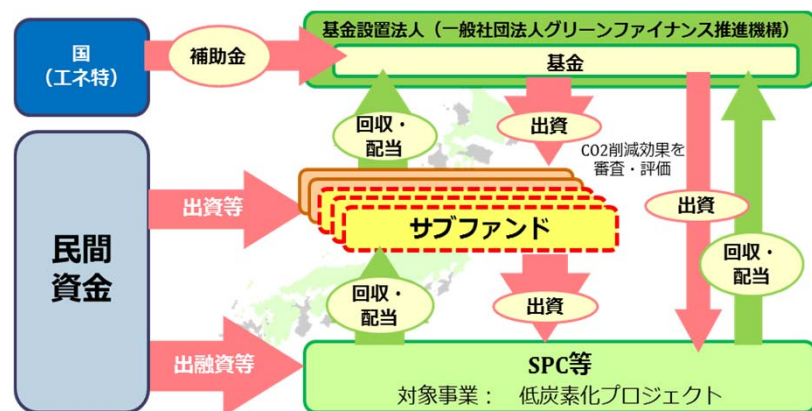 国
（エネ特）
補助金
基金設置法人（一般社団法人グリーンファイナンス推進機構）
基金
回収・
配当
出資
CO2削減効果を
審査・評価
出資等
サブファンド
出資
回収・
配当
民間
資金
回収・
配当
出資
出融資等
SPC等
対象事業： 低炭素化プロジェクト